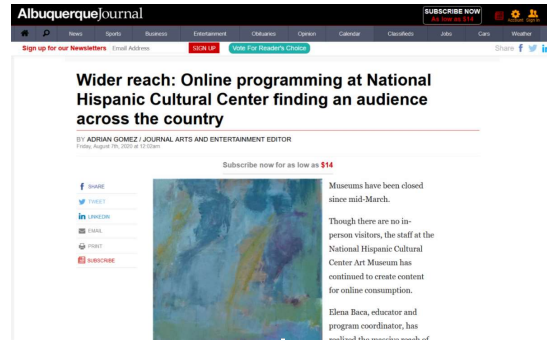 AlbuquerqueJournal
SUBSCRIBE NOW
As low as $14
Account Sign in
News Sports Business Entertainment Obituaries Opinion Calendar Classifieds Jobs Cars Weather
Sign up for our Newsletters Email Address SIGN UP Vote For Reader's Choice Share
Wider reach: Online programming at National
Hispanic Cultural Center finding an audience
across the country
BY ADRIAN GOMEZ / JOURNAL ARTS AND ENTERTAINMENT EDITOR
Friday, August 7th, 2020 at 12:02am
Subscribe now for as low as $14
SHARE
TWEET
LINKEDIN
EMAIL
PRINT
SUBSCRIBE
Museums have been closed
since mid-March.
Though there are no in-
person visitors, the staff at the
National Hispanic Cultural
Center Art Museum has
continued to create content
for online consumption.
Elena Baca, educator and
program coordinator, has
realized the massive reach of